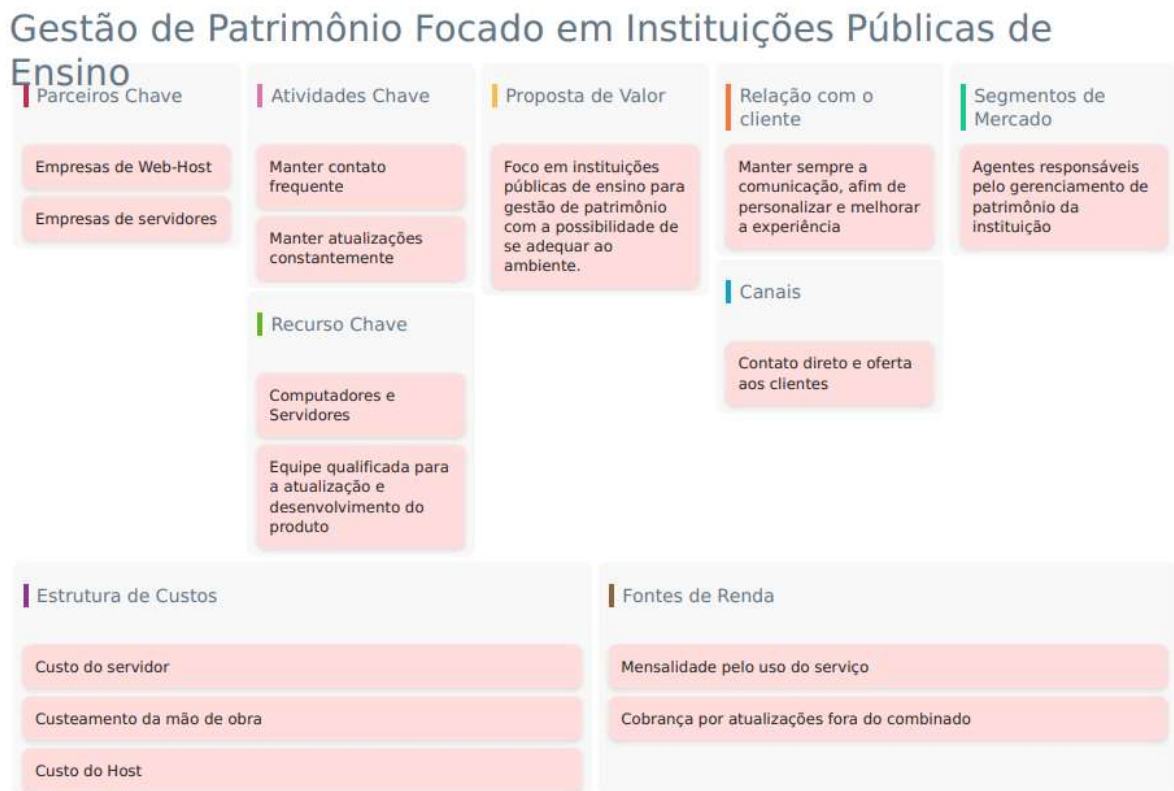 Gestão de Patrimônio Focado em Instituições Públicas de
Ensino
Parceiros Chave
Empresas de Web-Host
Empresas de servidores
Atividades Chave
Manter contato
frequente
Manter atualizações
constantemente
Recurso Chave
Computadores e
Servidores
Equipe qualificada para
a atualização e
desenvolvimento do
produto
Proposta de Valor
Foco em instituições
públicas de ensino para
gestão de patrimônio
com a possibilidade de
se adequar ao
ambiente.
Relação com o
cliente
Manter sempre a
comunicação, afim de
personalizar e melhorar
a experiência
Canais
Contato direto e oferta
aos clientes
Segmentos de
Mercado
Agentes responsáveis
pelo gerenciamento de
patrimônio da
instituição
Estrutura de Custos
Custo do servidor
Custeamento da mão de obra
Custo do Host
Fontes de Renda
Mensalidade pelo uso do serviço
Cobrança por atualizações fora do combinado